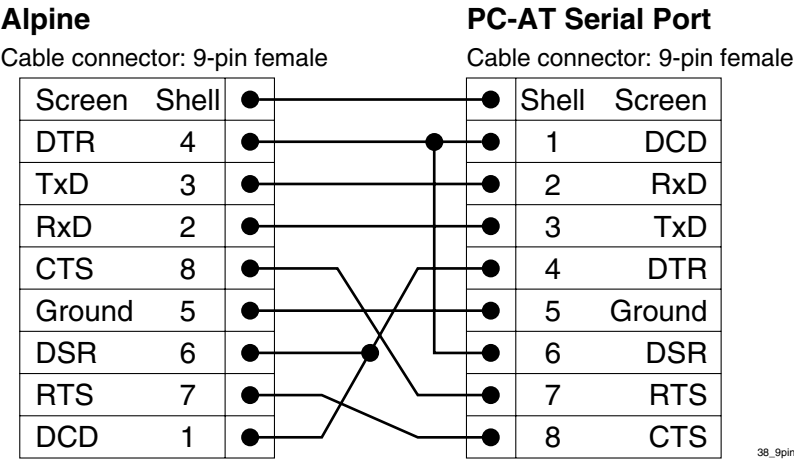 Alpine PC-AT Serial Port
Cable connector: 9-pin female Cable connector: 9-pin female
Screen Shell Shell Screen
DTR 4 1 DCD
TxD 3 2 RxD
RxD 2 3 TxD
CTS 8 4 DTR
Ground 5 5 Ground
DSR 6 6 DSR
RTS 7 7 RTS
DCD 1 8 CTS
38_9pin